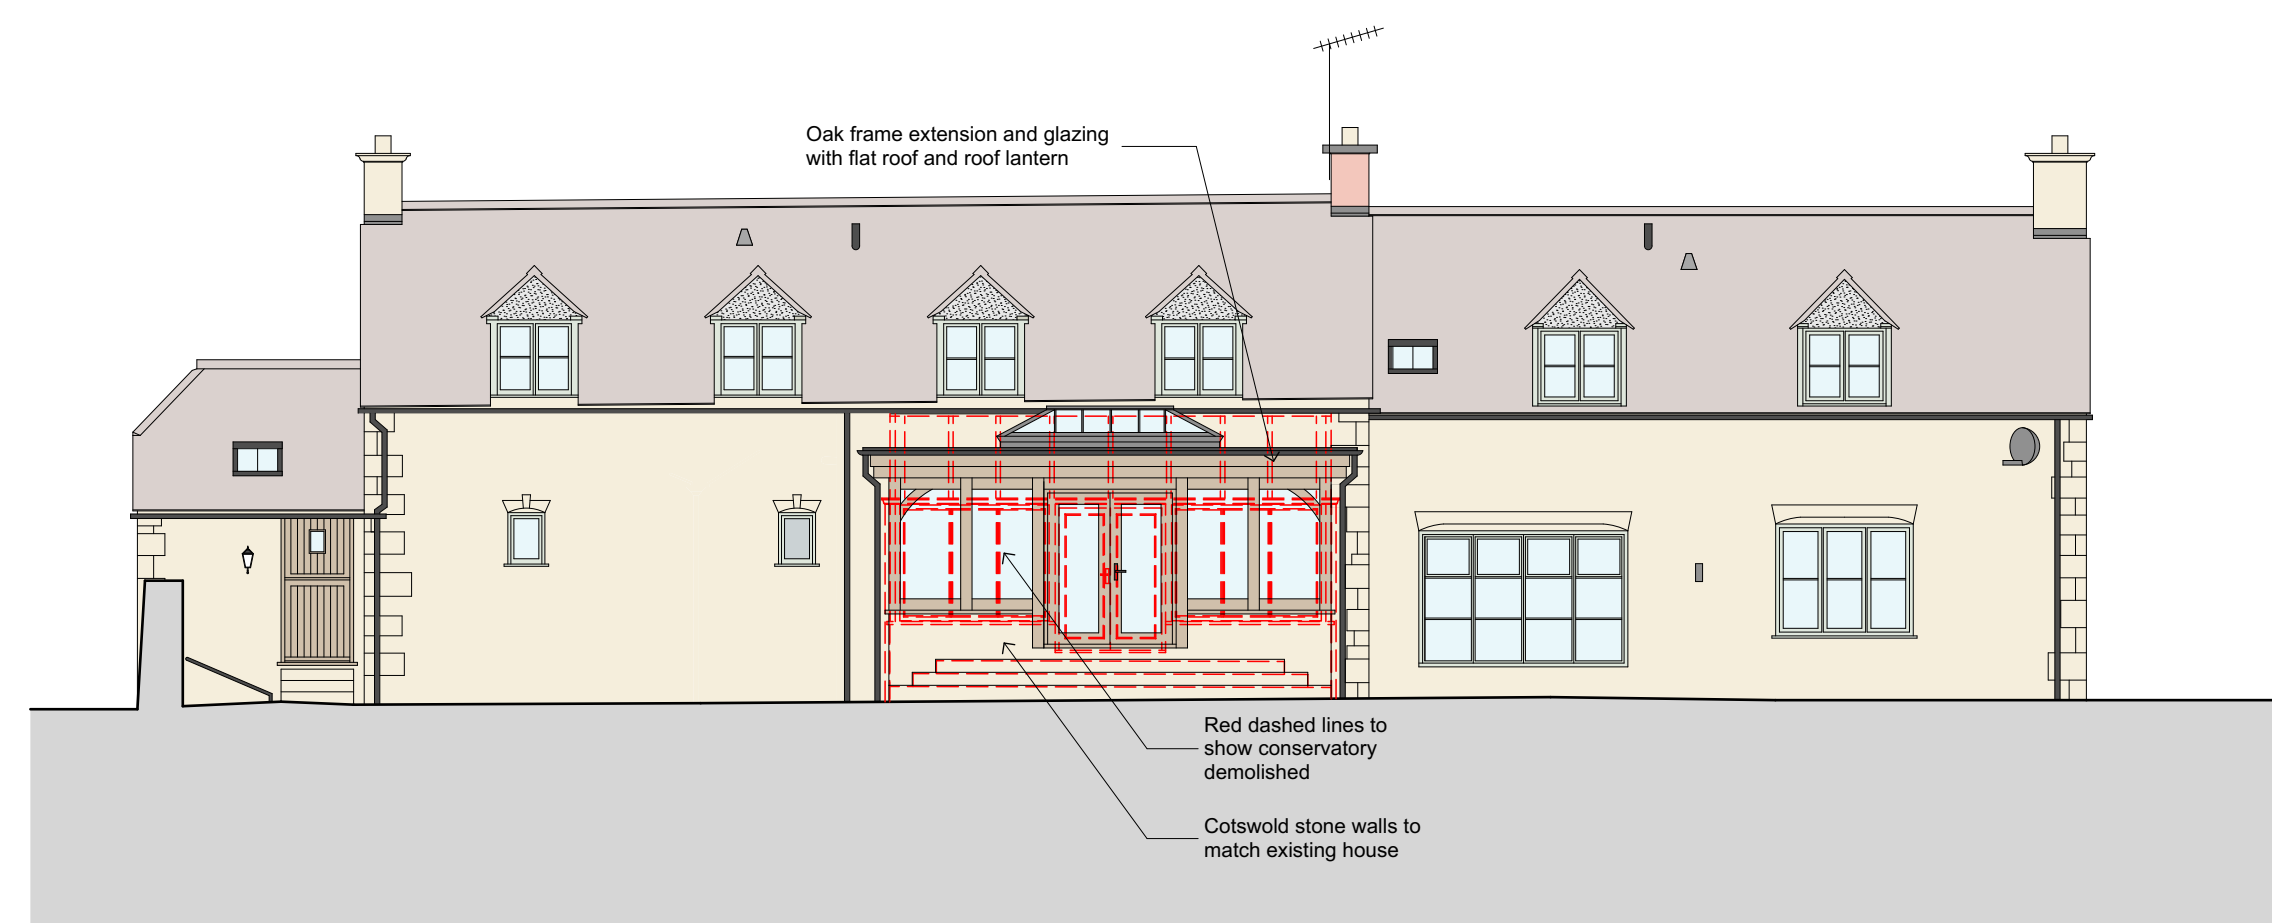 Oak frame extension and glazing
with flat roof and roof lantern
Red dashed lines to
show conservatory
demolished
Cotswold stone walls to
match existing house